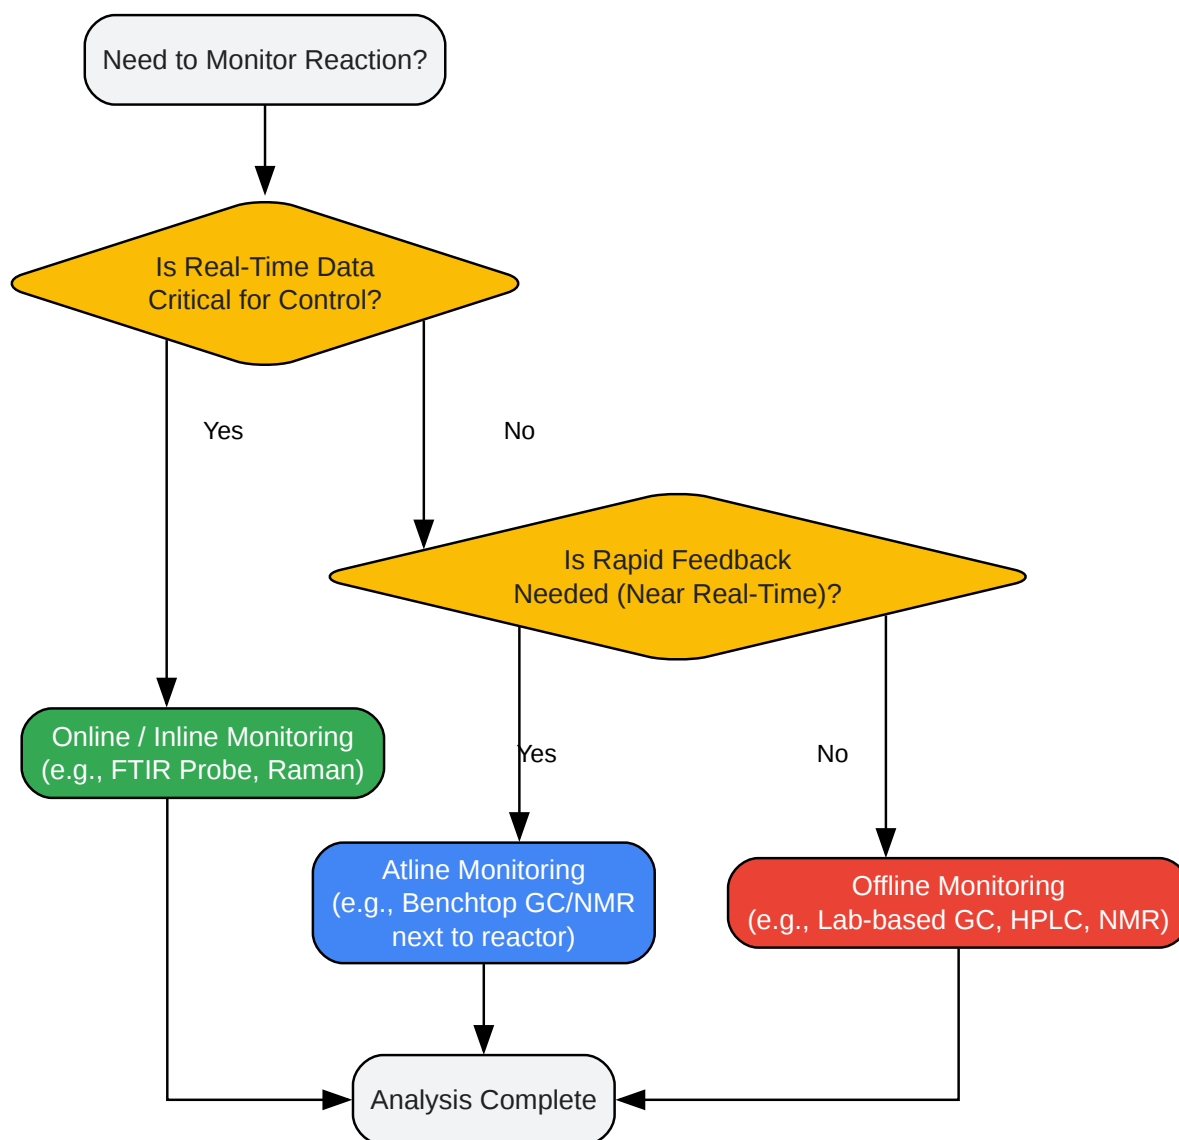 Need to Monitor Reaction?
Is Real-Time Data
Critical for Control?
Yes
No
Is Rapid Feedback
Needed (Near Real-Time)?
Online / Inline Monitoring
(e.g., FTIR Probe, Raman)
Yes
No
Atline Monitoring
(e.g., Benchtop GC/NMR
next to reactor)
Offline Monitoring
(e.g., Lab-based GC, HPLC, NMR)
Analysis Complete